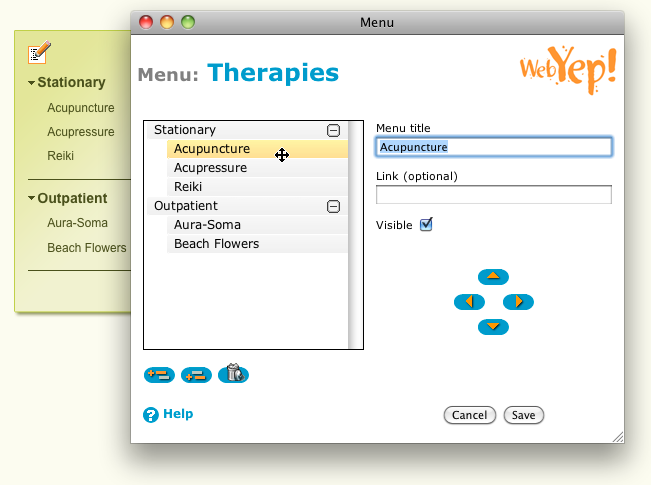 Menu
Menu: Therapies
WebYep!
Stationary
Acupuncture
Acupressure
Reiki
Outpatient
Aura-Soma
Beach Flowers
Stationary
Acupuncture
Acupressure
Reiki
Outpatient
Aura-Soma
Beach Flowers
Menu title
Acupuncture
Link (optional)
Visible
Help
Cancel
Save